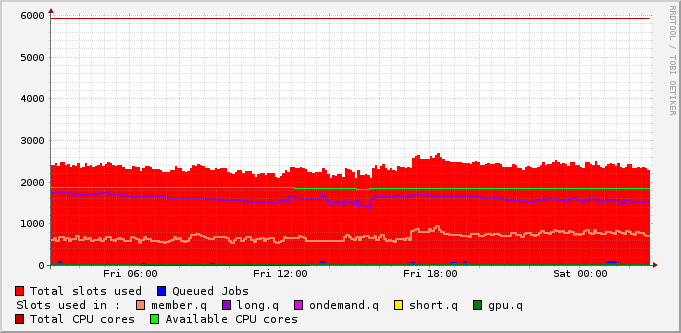 6000
5000
4000
3000
2000
1000
0
Fri 06:00 Fri 12:00 Fri 18:00 Sat 00:00
Total slots used Queued Jobs
Slots used in : member.q long.q ondemand.q short.q gpu.q
Total CPU cores Available CPU cores
RRDTOOL / TOBI OETIKER